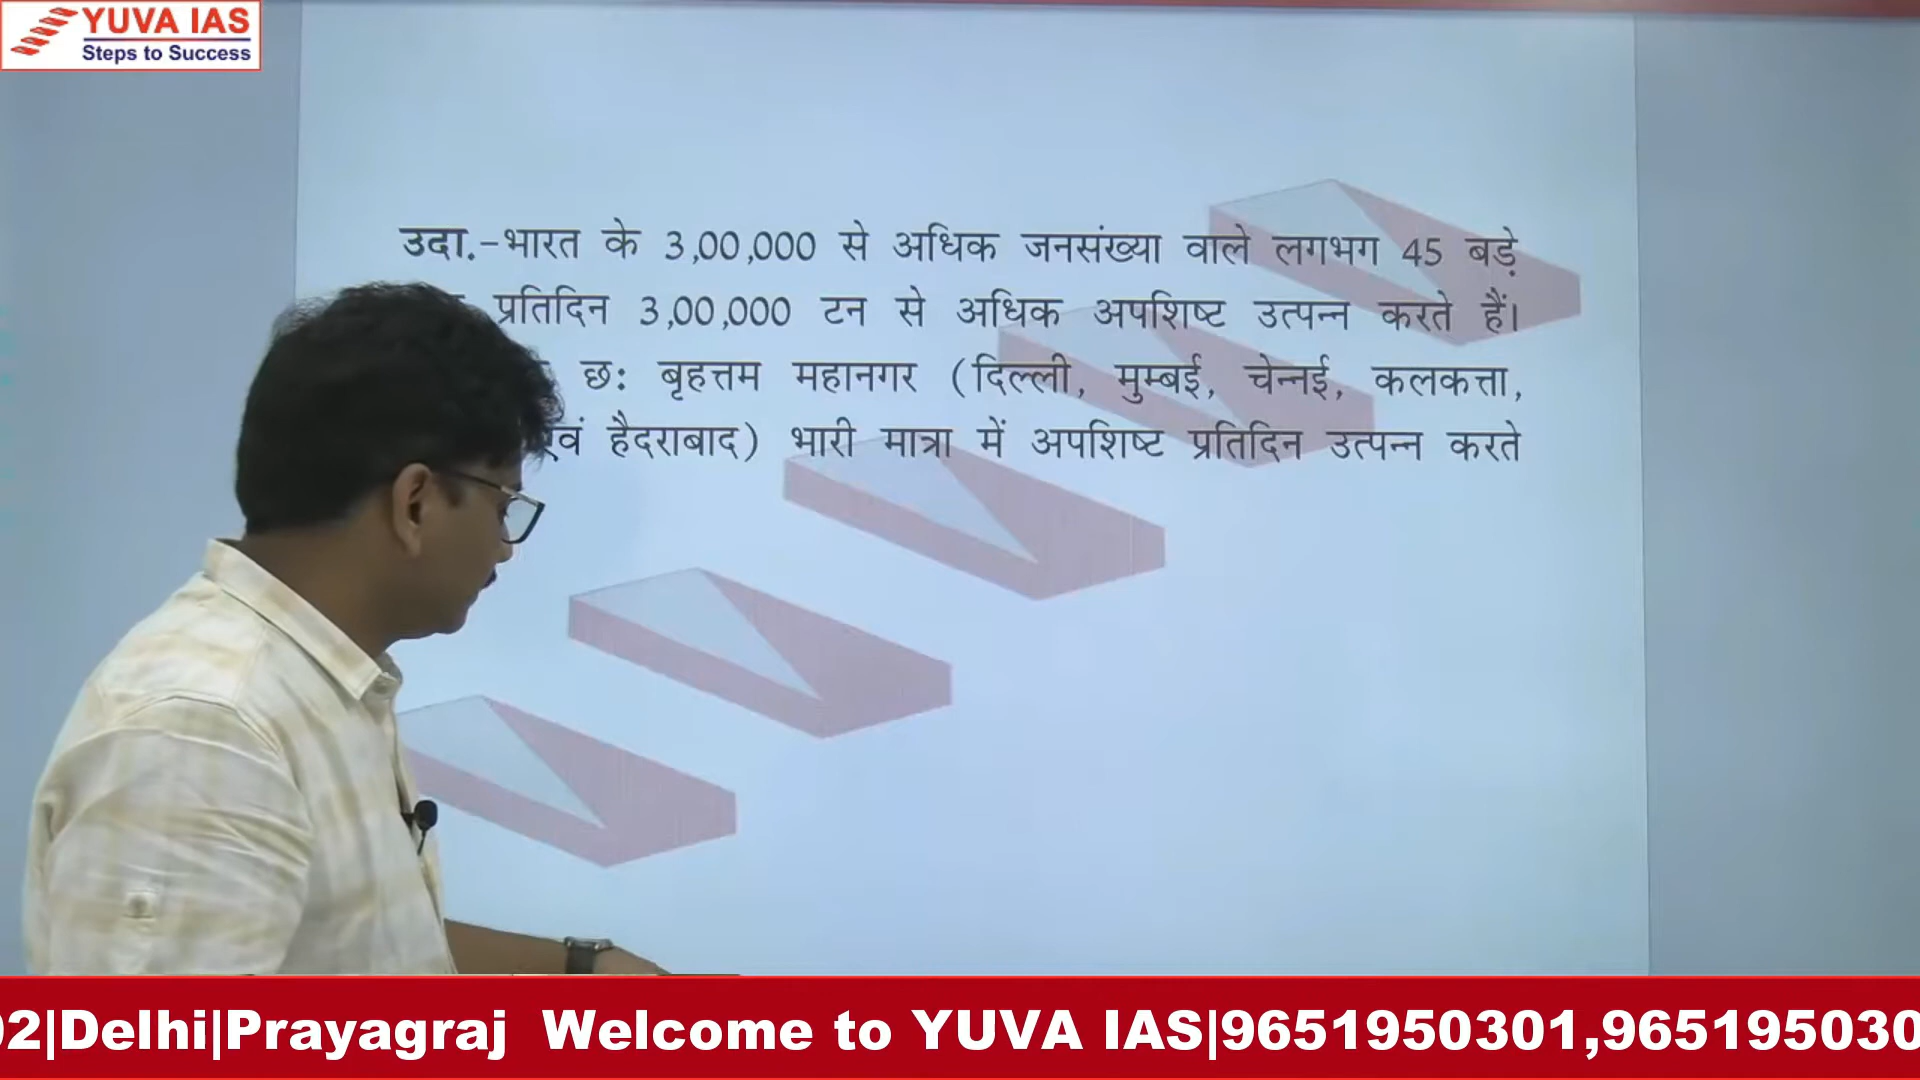 YUVA IAS
Steps to Success
उदा.-भारत के 3,00,000 से अधिक जनसंख्या वाले लगभग 45 बड़े
प्रतिदिन 3,00,000 टन से अधिक अपशिष्ट उत्पन्न करते हैं।
छः बृहत्तम महानगर (दिल्ली, मुम्बई, चेन्नई, कलकत्ता,
एवं हैदराबाद) भारी मात्रा में अपशिष्ट प्रतिदिन उत्पन्न करते
02|Delhi|Prayagraj Welcome to YUVA IAS|9651950301,965195030